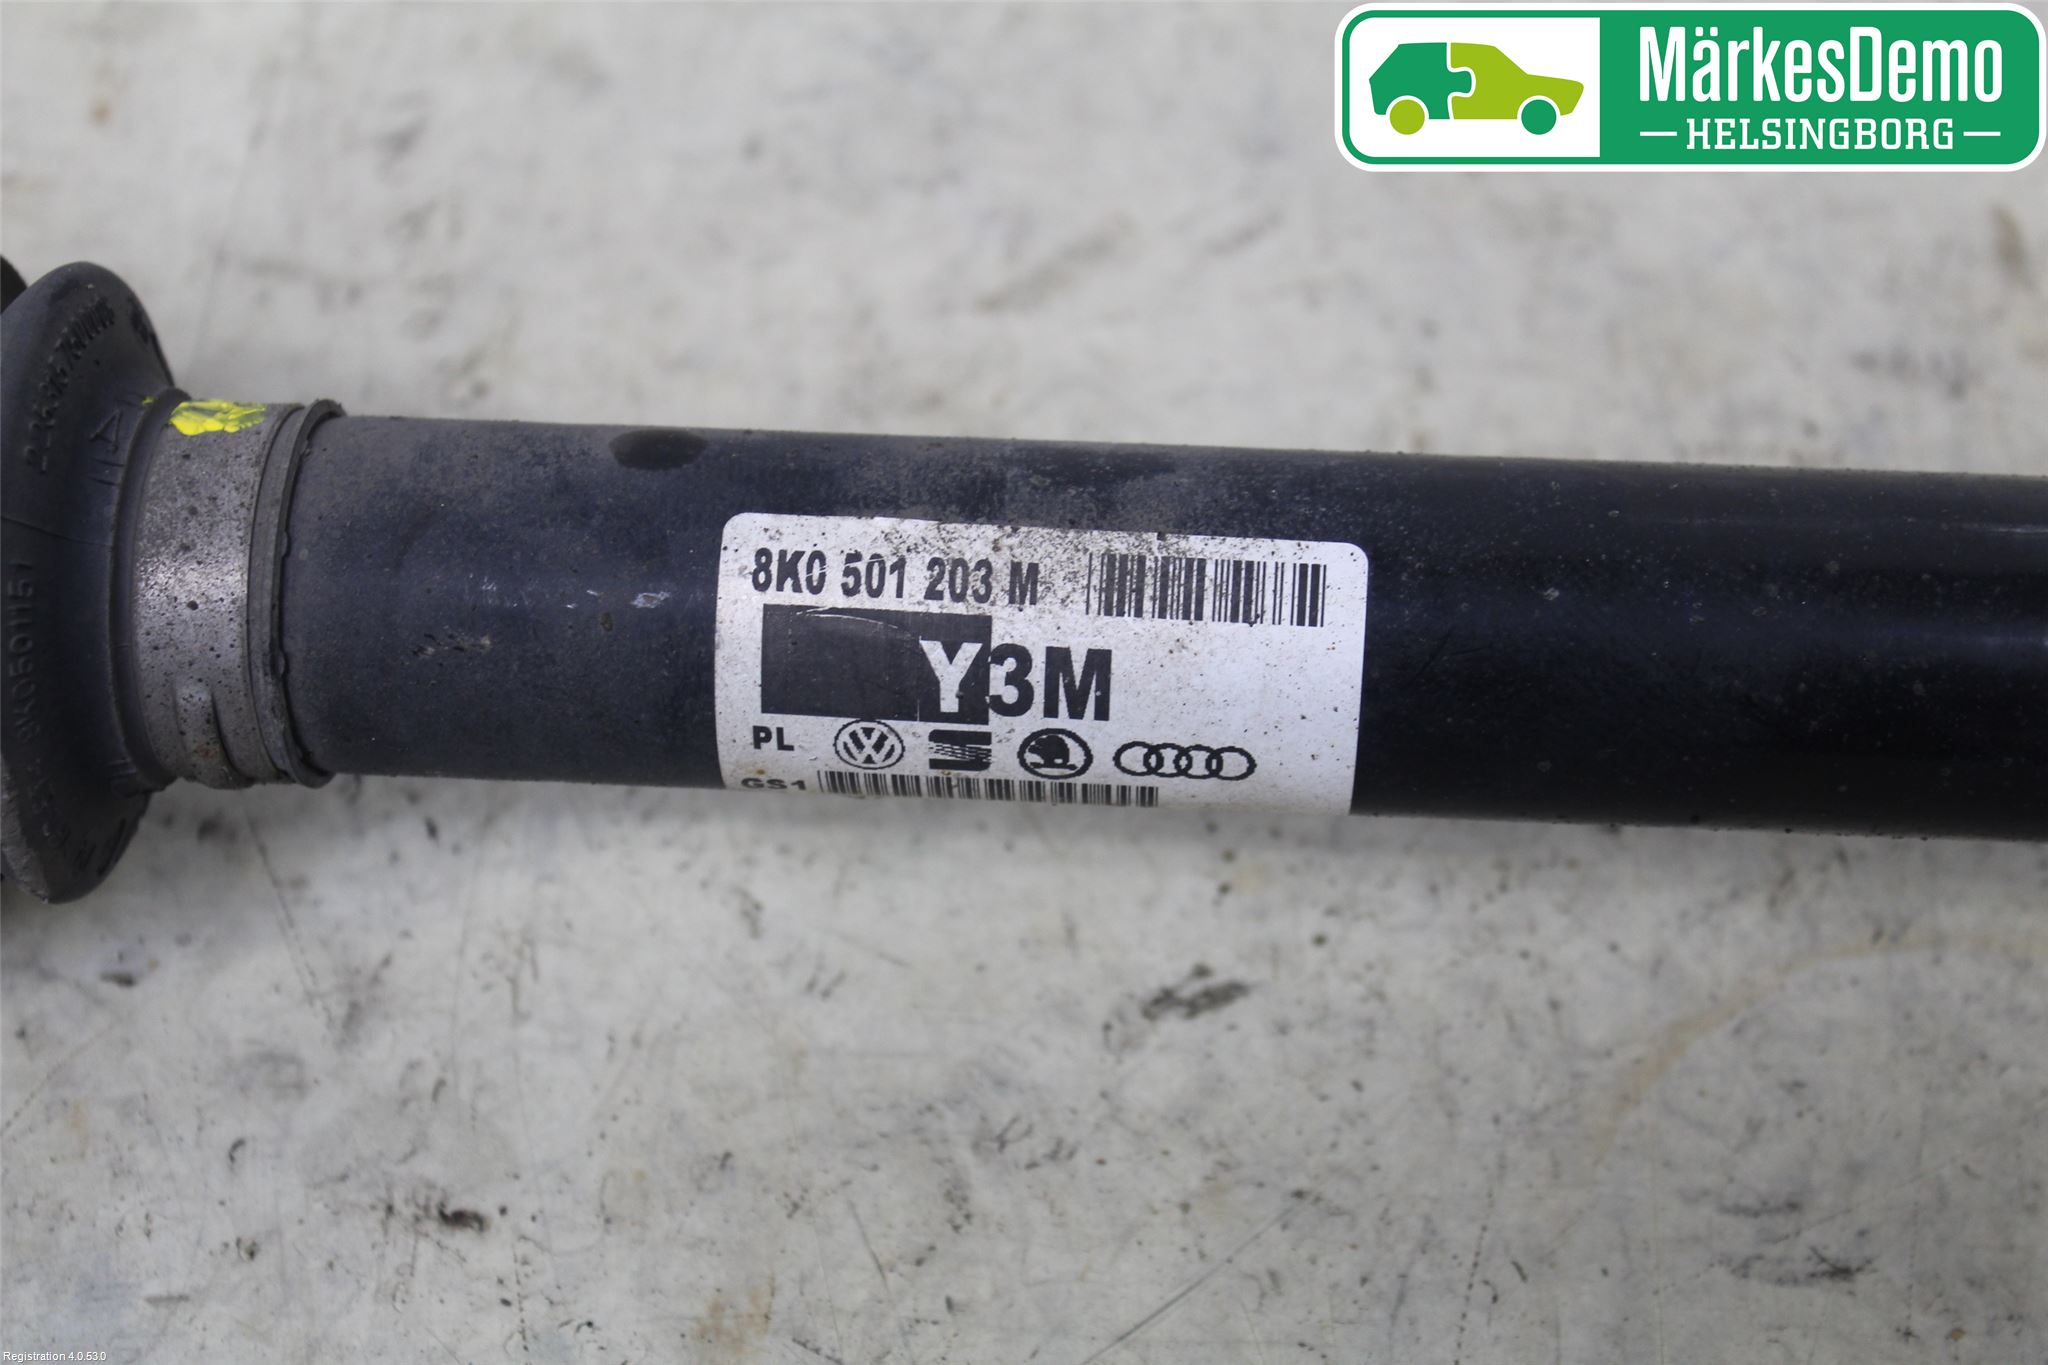 MärkesDemo
HELSINGBORG
8K0 501 203 M
Y3M
PL
GS1
Registration 4.0.53.0